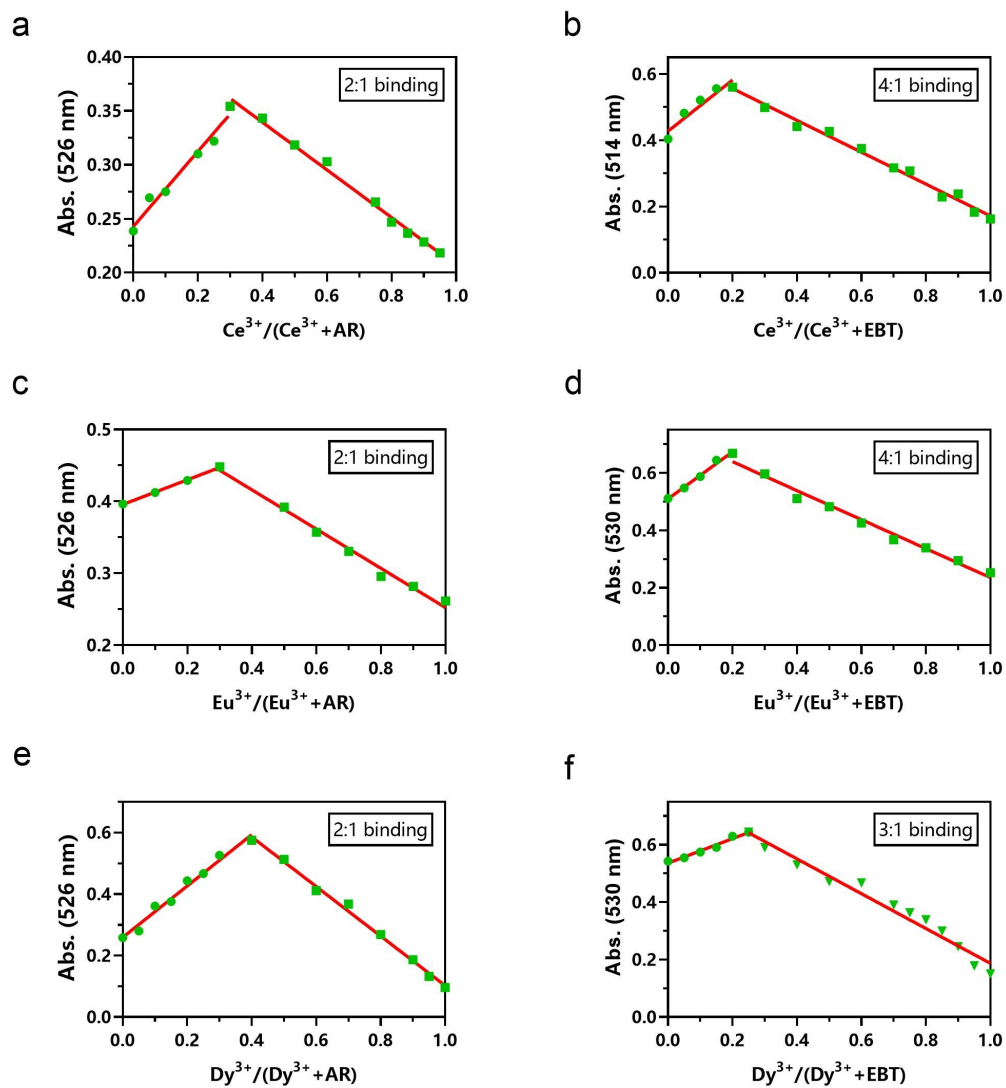 a
2:1 binding
Abs. (526 nm)
0.40
0.35
0.30
0.25
0.20
0.0 0.2 0.4 0.6 0.8 1.0
Ce³⁺/(Ce³⁺+AR)
b
4:1 binding
Abs. (514 nm)
0.6
0.4
0.2
0.0
0.0 0.2 0.4 0.6 0.8 1.0
Ce³⁺/(Ce³⁺+EBT)
c
2:1 binding
Abs. (526 nm)
0.5
0.4
0.3
0.2
0.0 0.2 0.4 0.6 0.8 1.0
Eu³⁺/(Eu³⁺+AR)
d
4:1 binding
Abs. (530 nm)
0.6
0.4
0.2
0.0
0.0 0.2 0.4 0.6 0.8 1.0
Eu³⁺/(Eu³⁺+EBT)
e
2:1 binding
Abs. (526 nm)
0.6
0.4
0.2
0.0
0.0 0.2 0.4 0.6 0.8 1.0
Dy³⁺/(Dy³⁺+AR)
f
3:1 binding
Abs. (530 nm)
0.6
0.4
0.2
0.0
0.0 0.2 0.4 0.6 0.8 1.0
Dy³⁺/(Dy³⁺+EBT)